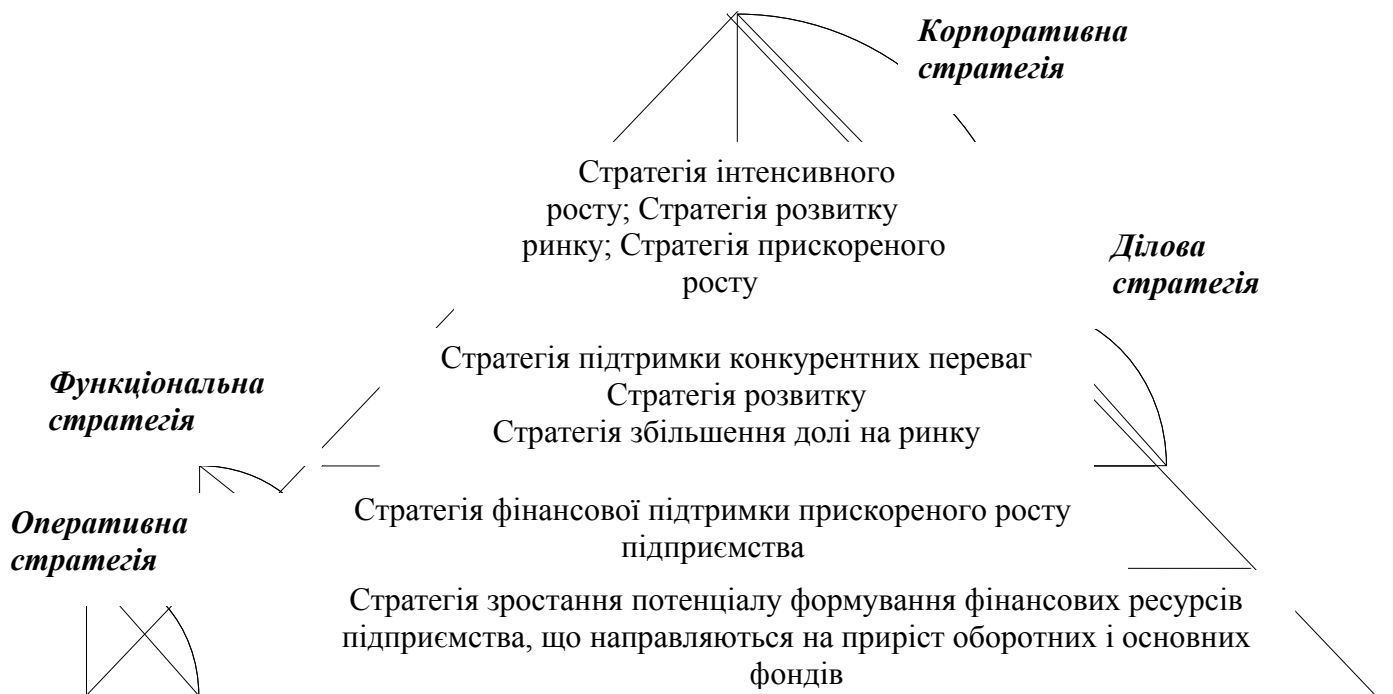 Корпоративна
стратегія
Стратегія інтенсивного
росту; Стратегія розвитку
ринку; Стратегія прискореного
росту
Ділова
стратегія
Стратегія підтримки конкурентних переваг
Стратегія розвитку
Стратегія збільшення долі на ринку
Функціональна
стратегія
Стратегія фінансової підтримки прискореного росту
підприємства
Оперативна
стратегія
Стратегія зростання потенціалу формування фінансових ресурсів
підприємства, що направляються на приріст оборотних і основних
фондів